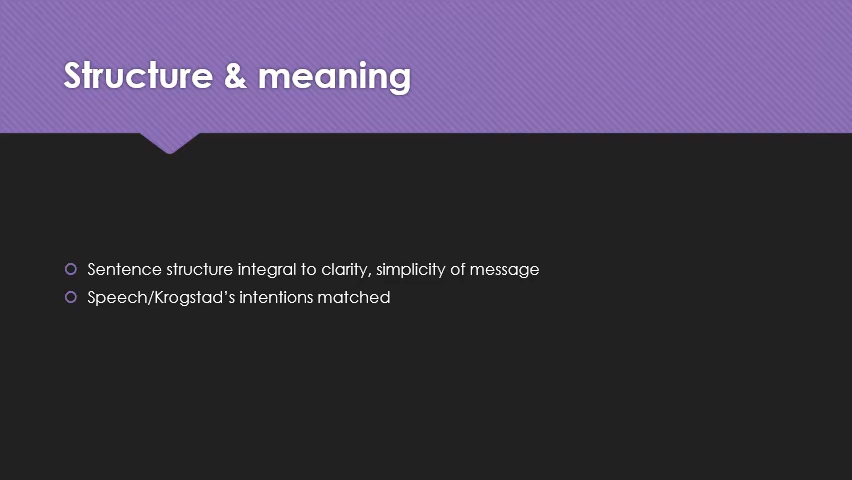 Structure & meaning
Sentence structure integral to clarity, simplicity of message
Speech/Krogstad’s intentions matched